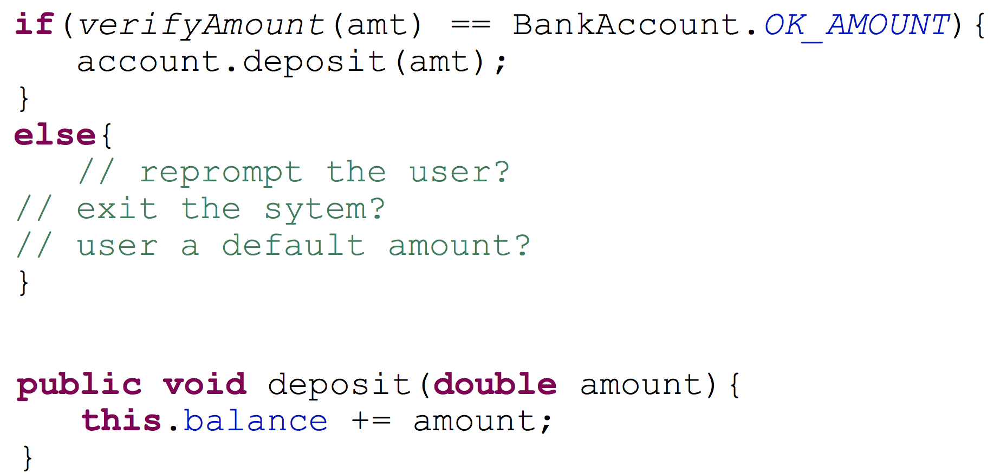 if(verifyAmount(amt) == BankAccount.OK_AMOUNT){
   account.deposit(amt);
}
else{
   // reprompt the user?
// exit the sytem?
// user a default amount?
}
public void deposit(double amount){
   this.balance += amount;
}